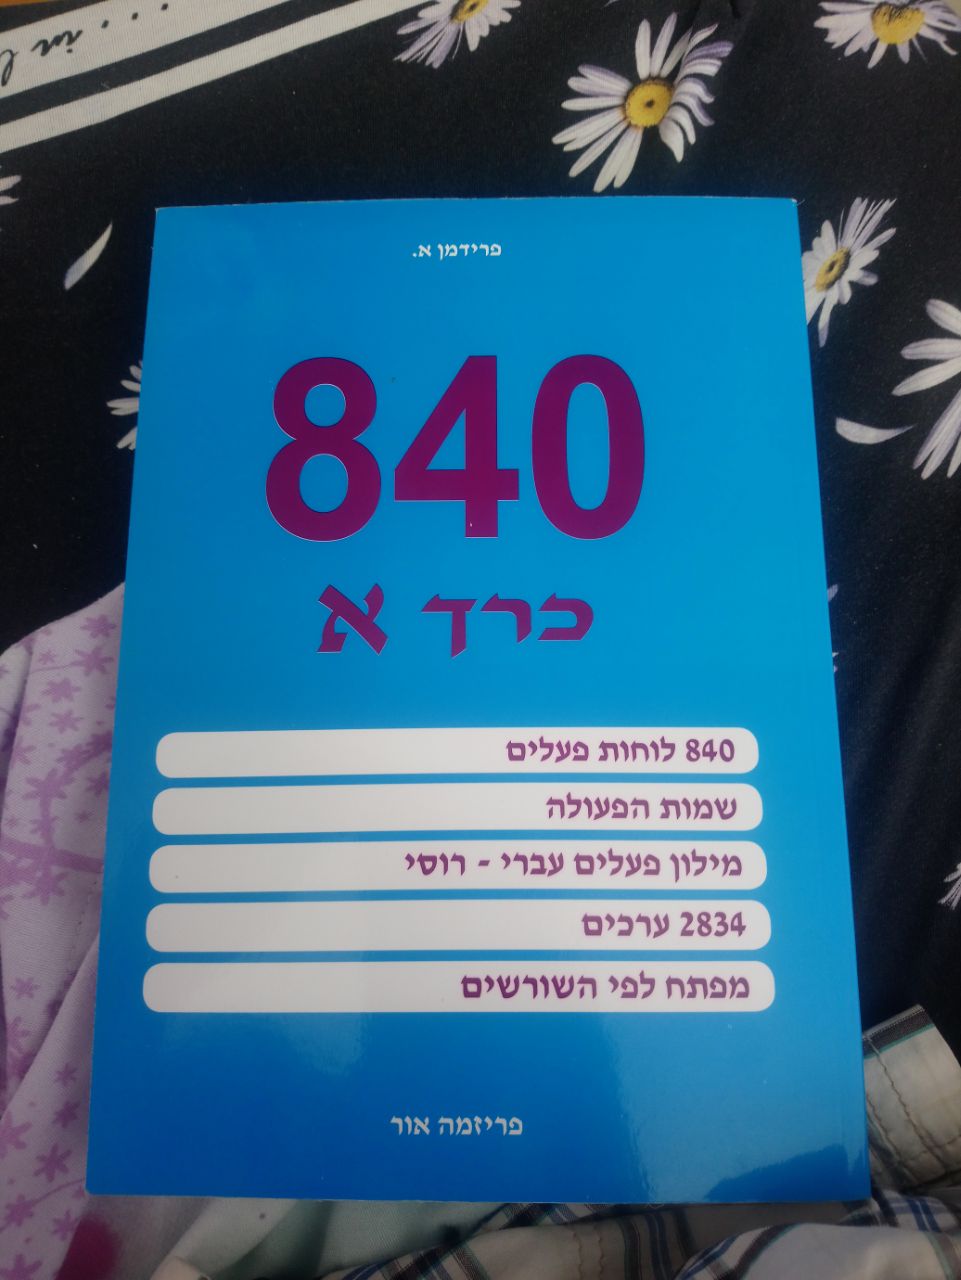 ... in l
פרידמן א.
840
כרך א
840 לוחות פעלים
שמות הפעולה
מילון פעלים עברי - רוסי
2834 ערכים
מפתח לפי השורשים
פריזמה אור